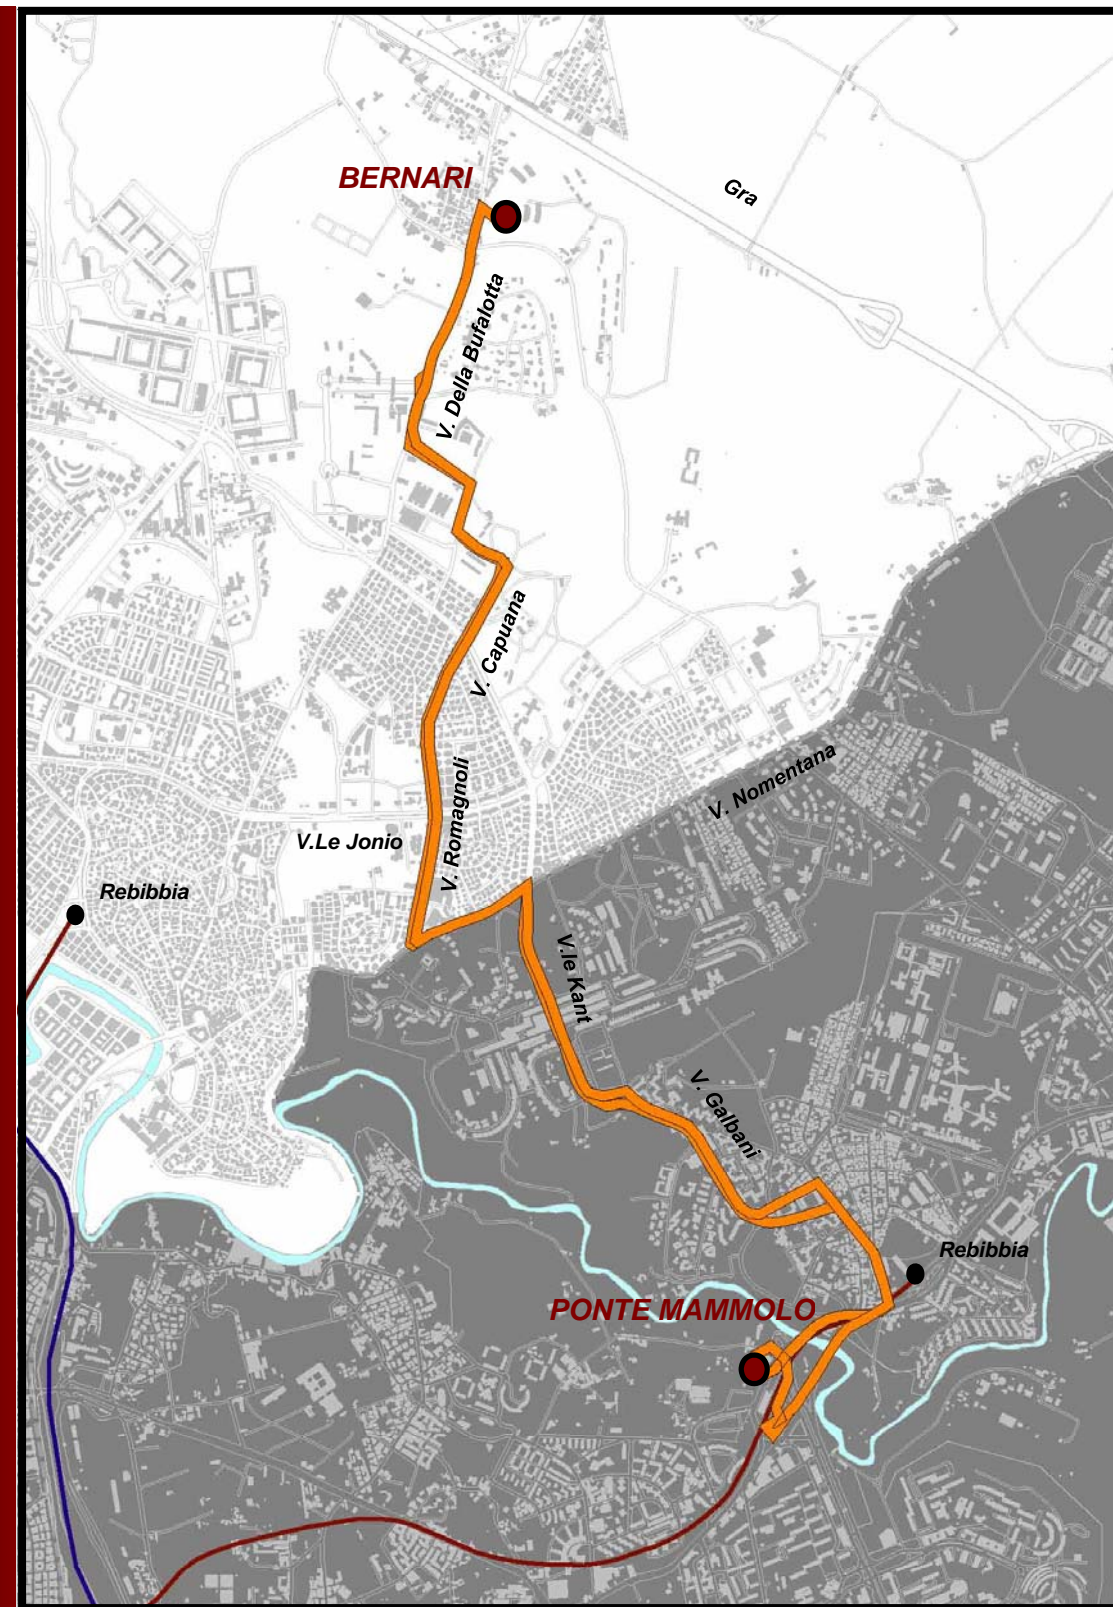 BERNARI
Gra
V. Della Bufalotta
V. Capuana
V. Nomentana
V. Romagnoli
V.Le Jonio
Rebibbia
V.le Kant
V. Galbani
Rebibbia
PONTE MAMMOLO